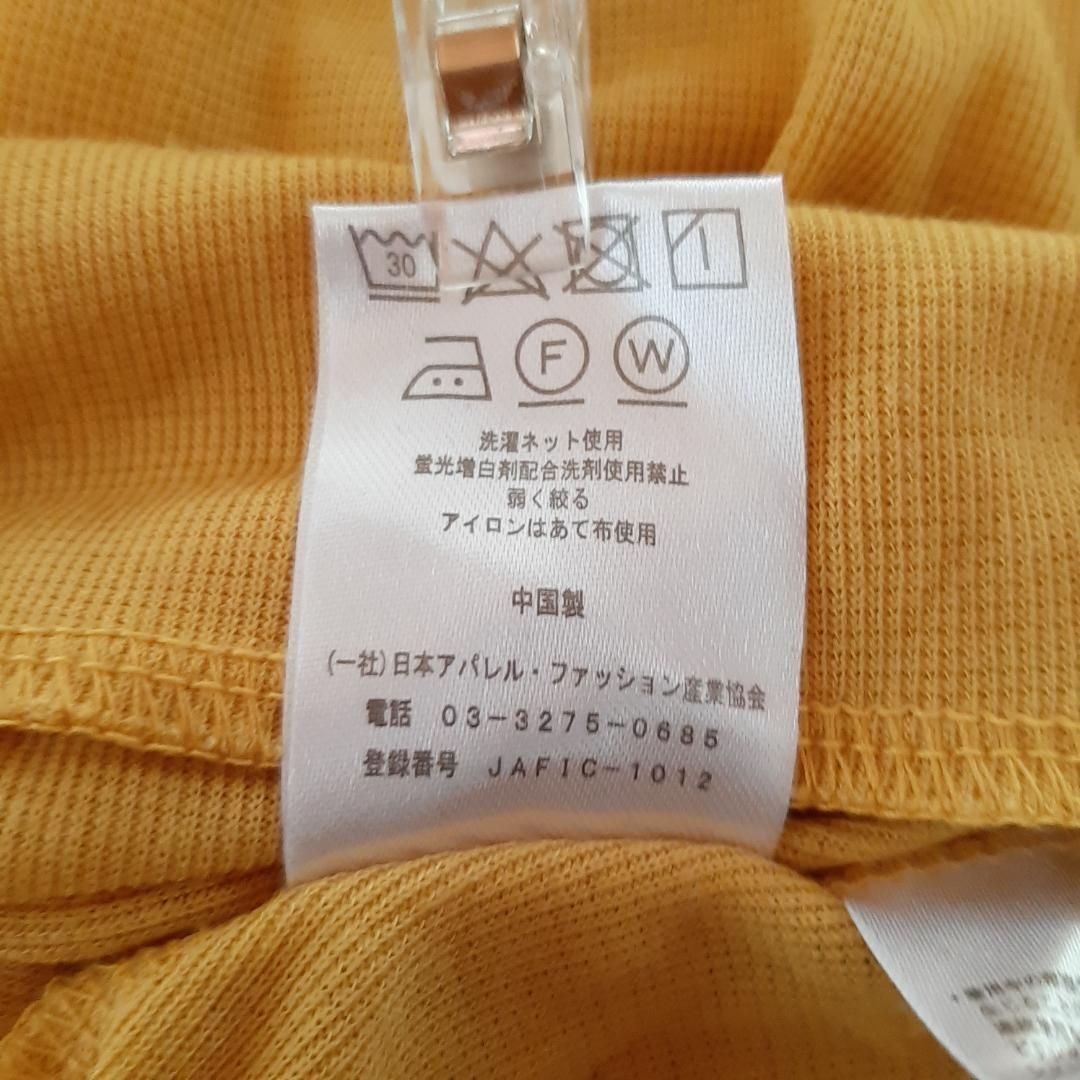 30
F W
洗濯ネット使用
蛍光増白剤配合洗剤使用禁止
弱く絞る
アイロンはあて布使用
中国製
(一社)日本アパレル・ファッション産業協会
電話 03-3275-0685
登録番号 JAFIC-1012